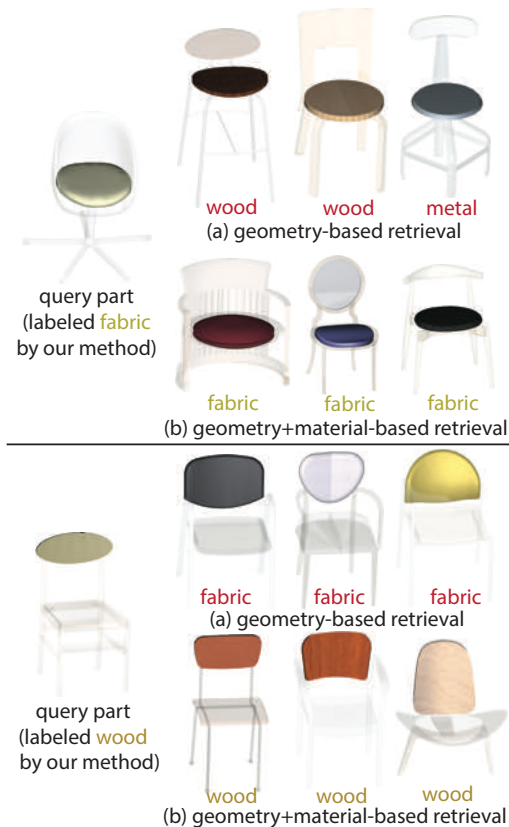 wood wood metal
(a) geometry-based retrieval
query part
(labeled fabric
by our method)
fabric fabric fabric
(b) geometry+material-based retrieval
fabric fabric fabric
(a) geometry-based retrieval
query part
(labeled wood
by our method)
wood wood wood
(b) geometry+material-based retrieval